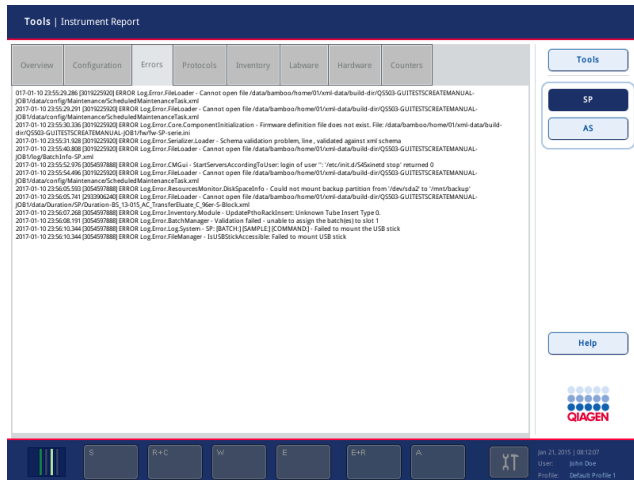 Tools | Instrument Report
Overview
Configuration
Errors
Protocols
Inventory
Labware
Hardware
Counters
017-01-10 23:55:29.286 [3019225920] ERROR Log.Error.FileLoader - Cannot open file /data/bamboo/home/01/xml-data/build-dir/QS503-GUITESTSCREATEMANUAL-
JOB1/data/config/Maintenance/ScheduledMaintenanceTask.xml
2017-01-10 23:55:29.291 [3019225920] ERROR Log.Error.FileLoader - Cannot open file /data/bamboo/home/01/xml-data/build-dir/QS503-GUITESTSCREATEMANUAL-
JOB1/data/config/Maintenance/ScheduledMaintenanceTask.xml
2017-01-10 23:55:30.336 [3019225920] ERROR Log.Error.Core.ComponentInitialization - Firmware definition file does not exist. File: /data/bamboo/home/01/xml-data/build-
dir/QS503-GUITESTSCREATEMANUAL-JOB1/fw/fw-SP-serie.ini
2017-01-10 23:55:31.928 [3019225920] ERROR Log.Error.Serializer.Loader - Schema validation problem, line , validated against xml schema
2017-01-10 23:55:40.808 [3019225920] ERROR Log.Error.FileLoader - Cannot open file /data/bamboo/home/01/xml-data/build-dir/QS503-GUITESTSCREATEMANUAL-
JOB1/log/BatchInfo-SP.xml
2017-01-10 23:55:52.976 [3054597888] ERROR Log.Error.CMGui - StartServersAccordingToUser: login of user '': '/etc/init.d/S45xinetd stop' returned 0
2017-01-10 23:55:54.496 [3054597888] ERROR Log.Error.FileLoader - Cannot open file /data/bamboo/home/01/xml-data/build-dir/QS503-GUITESTSCREATEMANUAL-
JOB1/data/config/Maintenance/ScheduledMaintenanceTask.xml
2017-01-10 23:56:05.593 [3054597888] ERROR Log.Error.ResourcesMonitor.DiskSpaceInfo - Could not mount backup partition from '/dev/sda2' to '/mnt/backup'
2017-01-10 23:56:05.741 [2933906240] ERROR Log.Error.FileLoader - Cannot open file /data/bamboo/home/01/xml-data/build-dir/QS503-GUITESTSCREATEMANUAL-
JOB1/data/Duration/SP/Duration-BS_13-015_AC_TransferEluate_C_96er-S-Block.xml
2017-01-10 23:56:07.268 [3054597888] ERROR Log.Error.Inventory.Module - UpdatePthoRackInsert: Unknown Tube Insert Type 0.
2017-01-10 23:56:08.191 [3054597888] ERROR Log.Error.BatchManager - Validation failed - unable to assign the batch(es) to slot 1
2017-01-10 23:56:10.344 [3054597888] ERROR Log.Error.Log.System - SP: [BATCH:] [SAMPLE:] [COMMAND:] - Failed to mount the USB stick
2017-01-10 23:56:10.344 [3054597888] ERROR Log.Error.FileManager - IsUSBStickAccessible: Failed to mount USB stick
Tools
SP
AS
Help
QIAGEN
S
R+C
W
E
E+R
A
Jan 21, 2015 | 08:12:07
User: John Doe
Profile: Default Profile 1